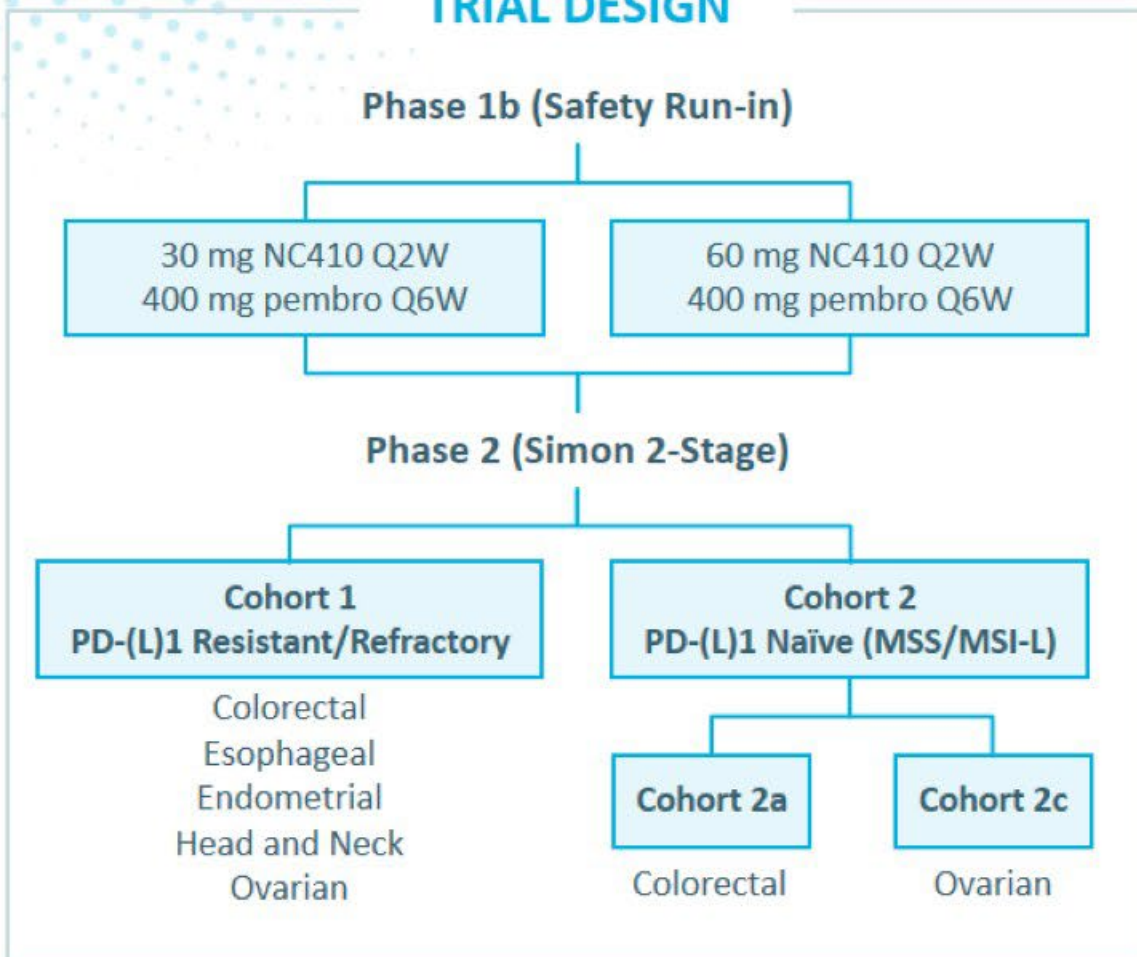 TRIAL DESIGN
Phase 1b (Safety Run-in)
30 mg NC410 Q2W
400 mg pembro Q6W
60 mg NC410 Q2W
400 mg pembro Q6W
Phase 2 (Simon 2-Stage)
Cohort 1
PD-(L)1 Resistant/Refractory
Colorectal
Esophageal
Endometrial
Head and Neck
Ovarian
Cohort 2
PD-(L)1 Naïve (MSS/MSI-L)
Cohort 2a
Colorectal
Cohort 2c
Ovarian